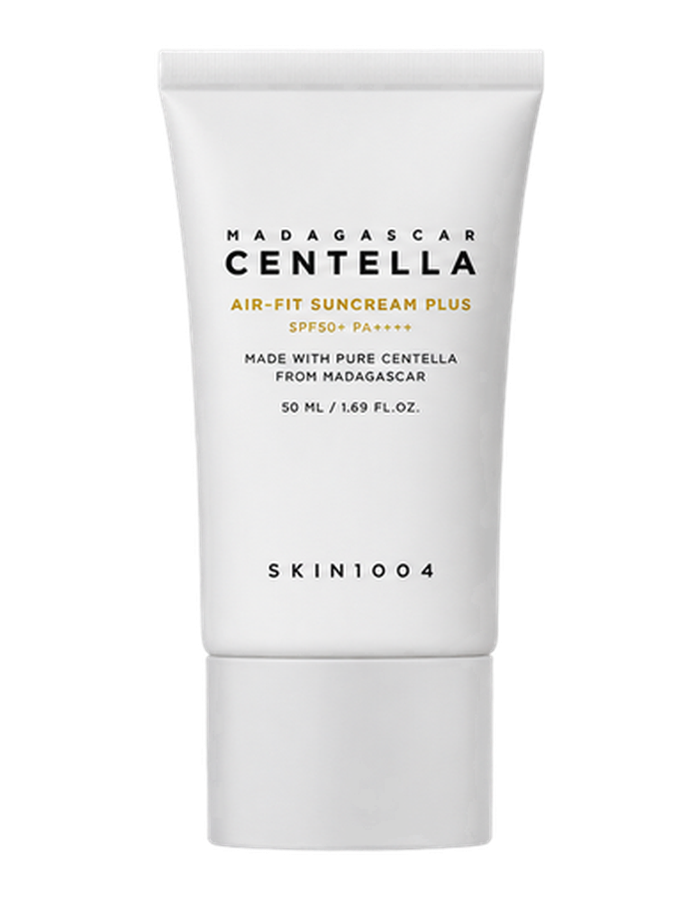 MADAGASCAR
CENTELLA
AIR-FIT SUNCREAM PLUS
SPF50+ PA++++
MADE WITH PURE CENTELLA
FROM MADAGASCAR
50 ML / 1.69 FL.OZ.
SKIN1004